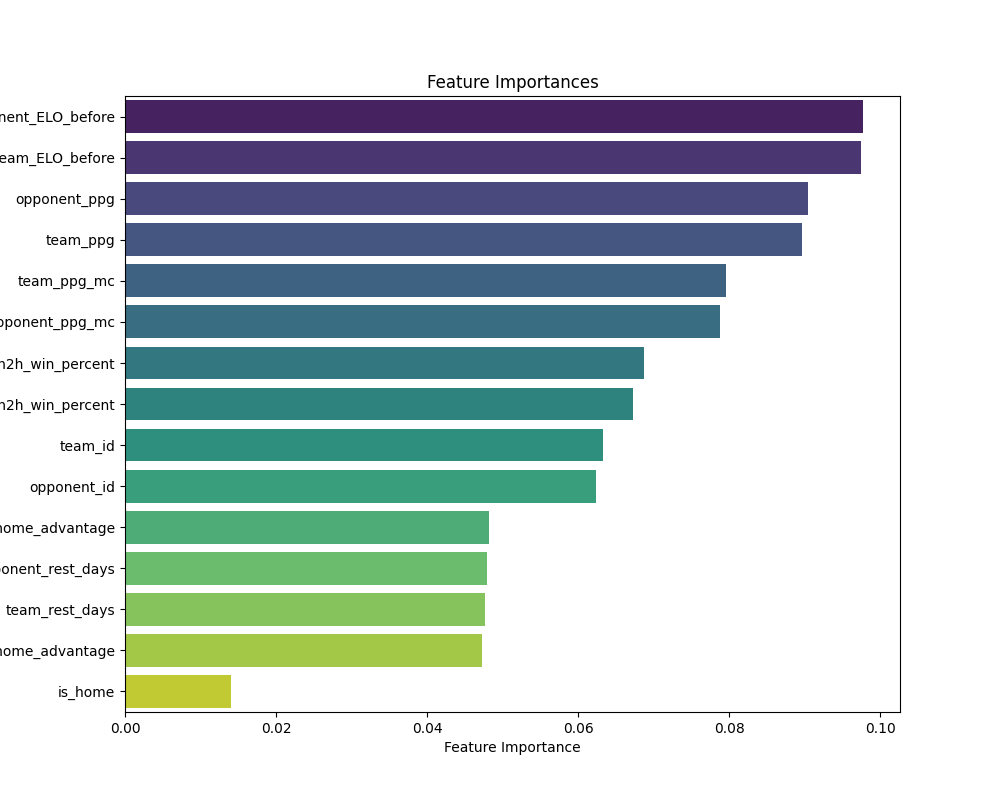 Feature Importances
nent_ELO_before
eam_ELO_before
opponent_ppg
team_ppg
team_ppg_mc
pponent_ppg_mc
h2h_win_percent
h2h_win_percent
team_id
opponent_id
home_advantage
onent_rest_days
team_rest_days
home_advantage
is_home
0.00 0.02 0.04 0.06 0.08 0.10
Feature Importance